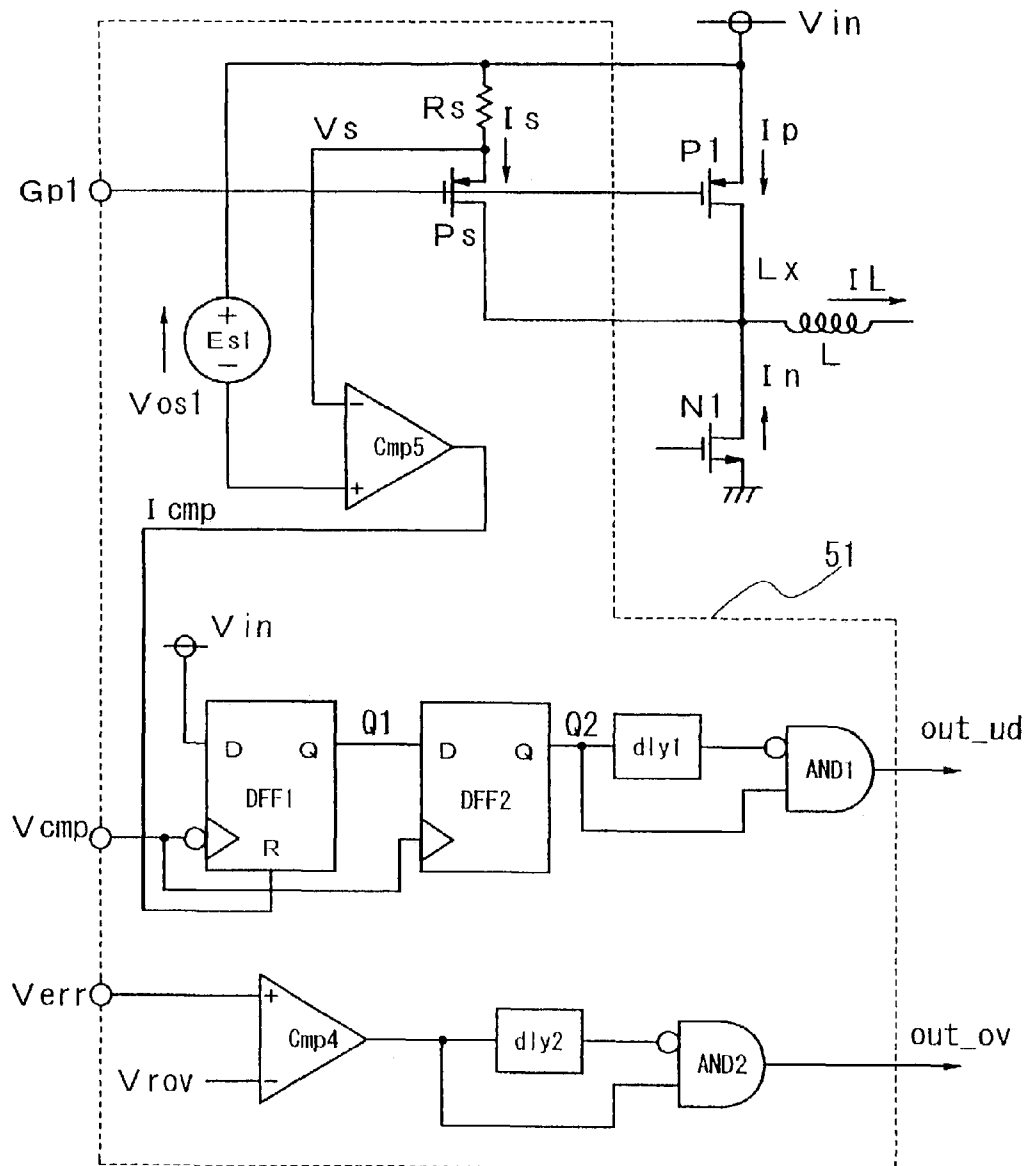 Vin
Rs
Is
Vs
P1
Ip
Gp1
Ps
Lx
IL
+
Es1
−
L
Vos1
In
−
N1
Cmp5
+
Icmp
51
Vin
Q1
Q2
out_ud
D
Q
D
Q
dly1
AND1
DFF1
DFF2
Vcmp
R
Verr
+
out_ov
Cmp4
dly2
AND2
Vrov
−